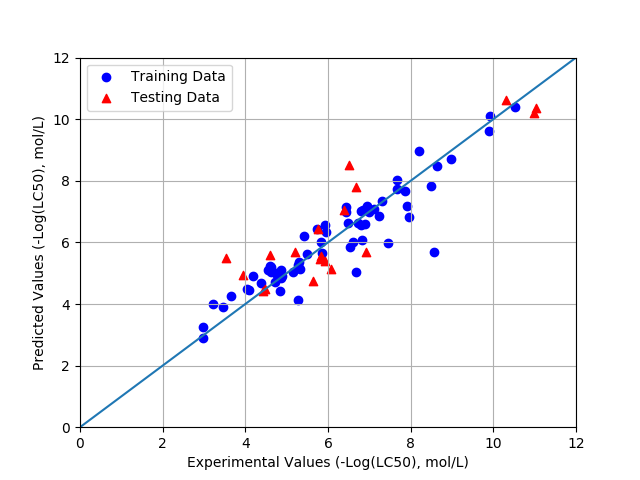 12
10
8
6
4
2
0
Predicted Values (-Log(LC50), mol/L)
Training Data
Testing Data
0 2 4 6 8 10 12
Experimental Values (-Log(LC50), mol/L)